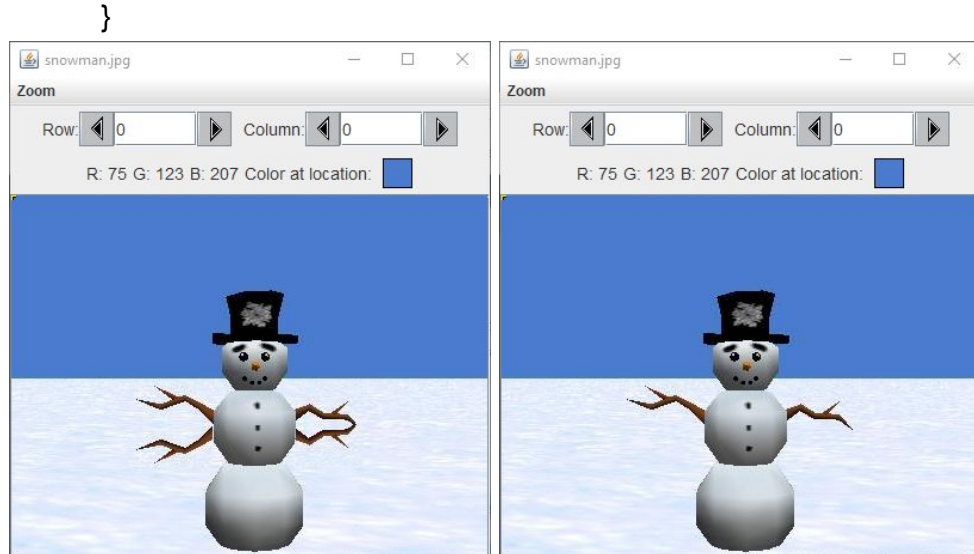 }
snowman.jpg
Zoom
Row: 0 Column: 0
R: 75 G: 123 B: 207 Color at location:
snowman.jpg
Zoom
Row: 0 Column: 0
R: 75 G: 123 B: 207 Color at location: